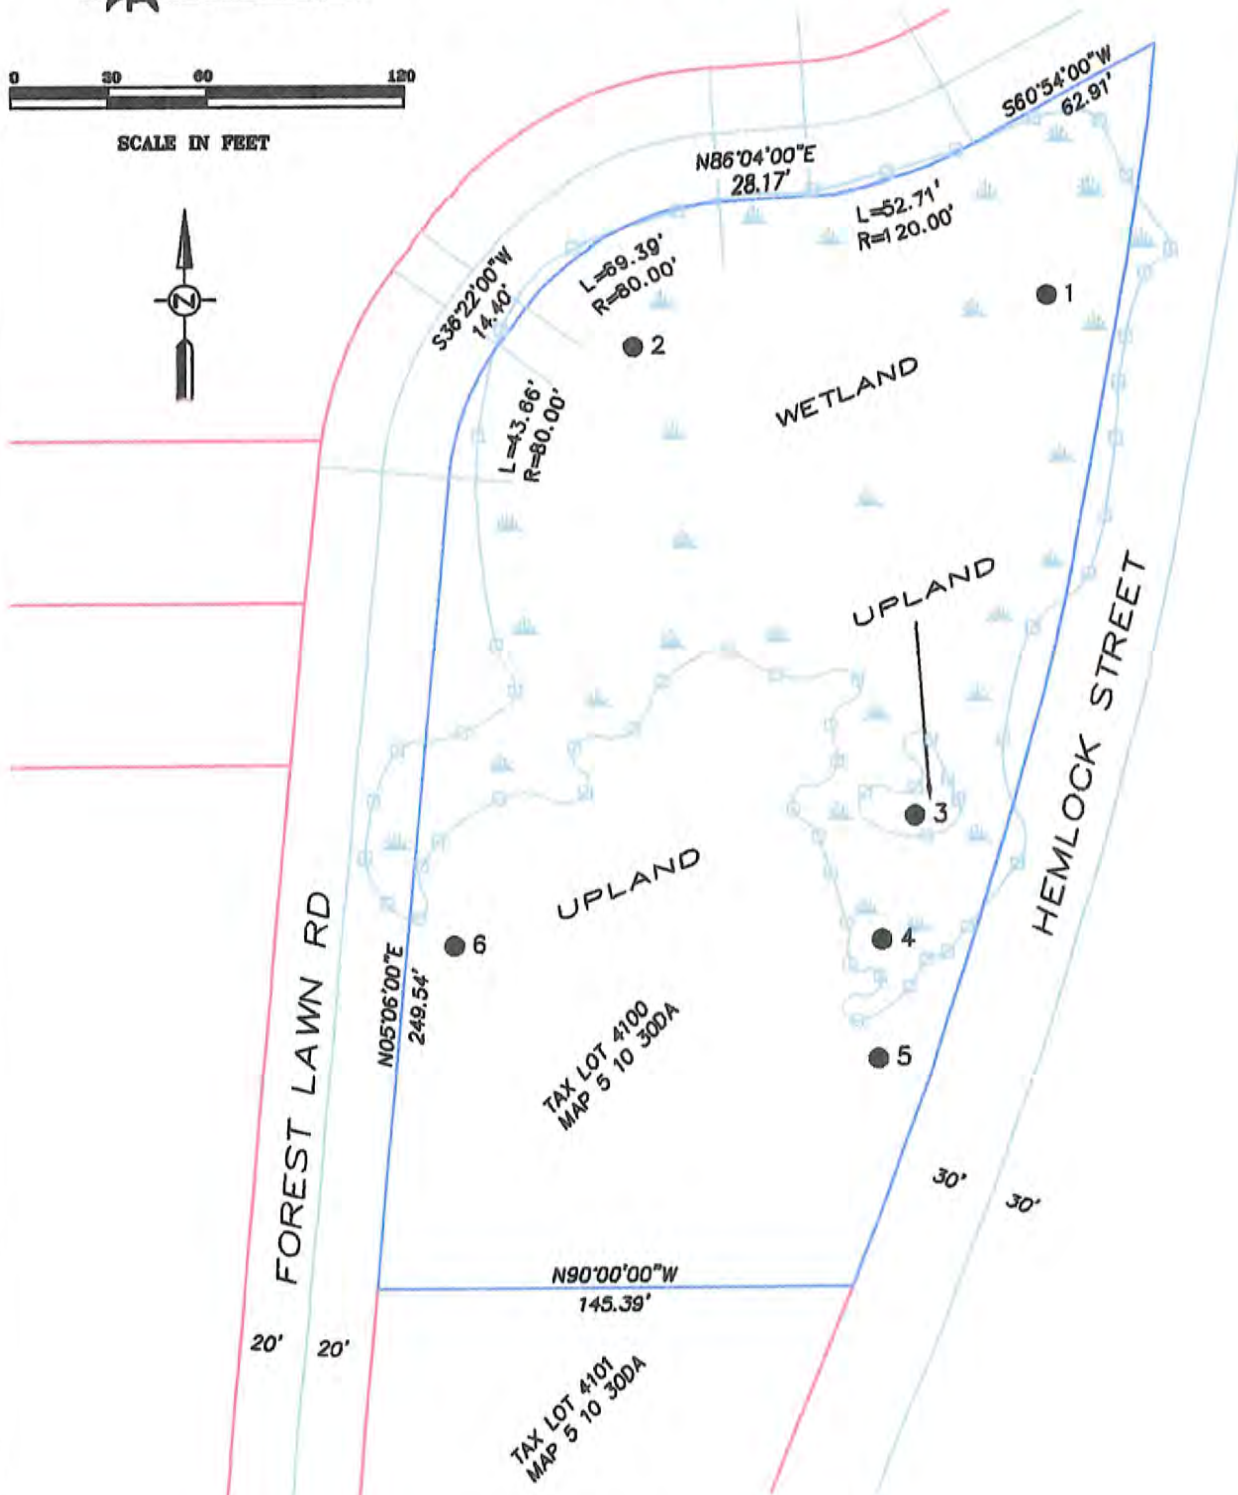 0 30 60 120
SCALE IN FEET
S60°54'00"W
62.91'
N86°04'00"E
28.17'
L=52.71'
R=120.00'
L=69.39'
R=80.00'
S36°22'00"W
14.40'
Z
1
2
WETLAND
L=43.66'
R=80.00'
UPLAND
HEMLOCK STREET
3
UPLAND
4
6
N05°06'00"E
249.54'
FOREST LAWN RD
TAX LOT 4100
MAP 5 10 30DA
5
30'
30'
N90°00'00"W
145.39'
20'
20'
TAX LOT 4101
MAP 5 10 30DA